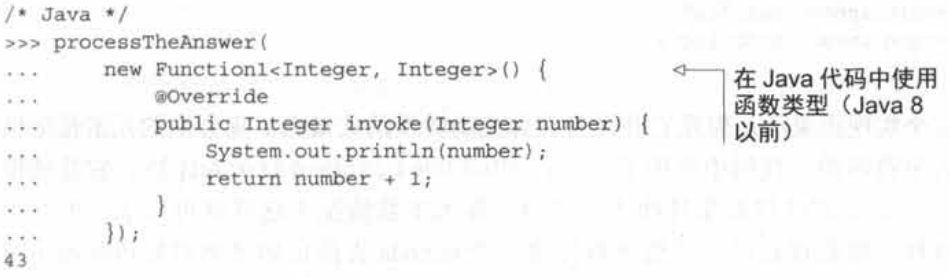 /* Java */
>>> processTheAnswer(
...     new Function1<Integer, Integer>() {
...         @Override
...         public Integer invoke(Integer number) {
...             System.out.println(number);
...             return number + 1;
...         }
...     });
43
在 Java 代码中使用
函数类型（Java 8
以前）